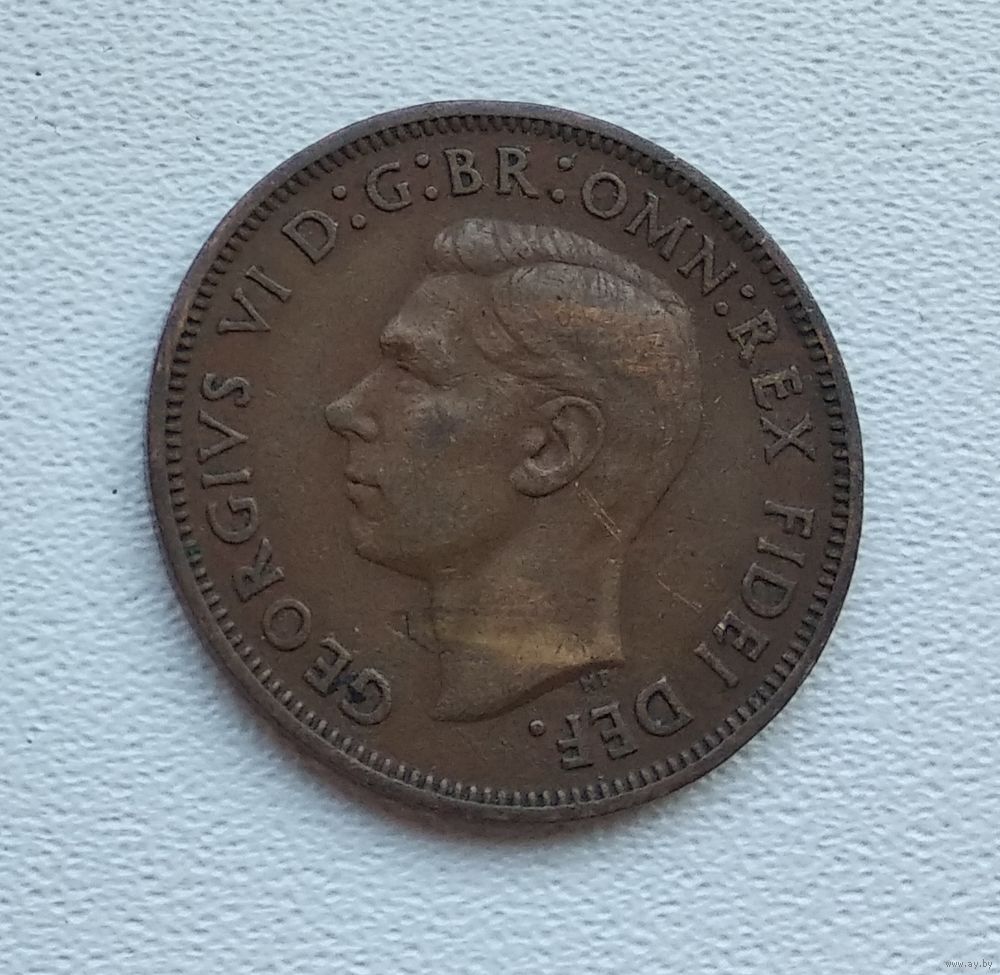 GEORGIVS VI D:G:BR:OMN:REX FIDEI DEF.
HP
www.ay.by